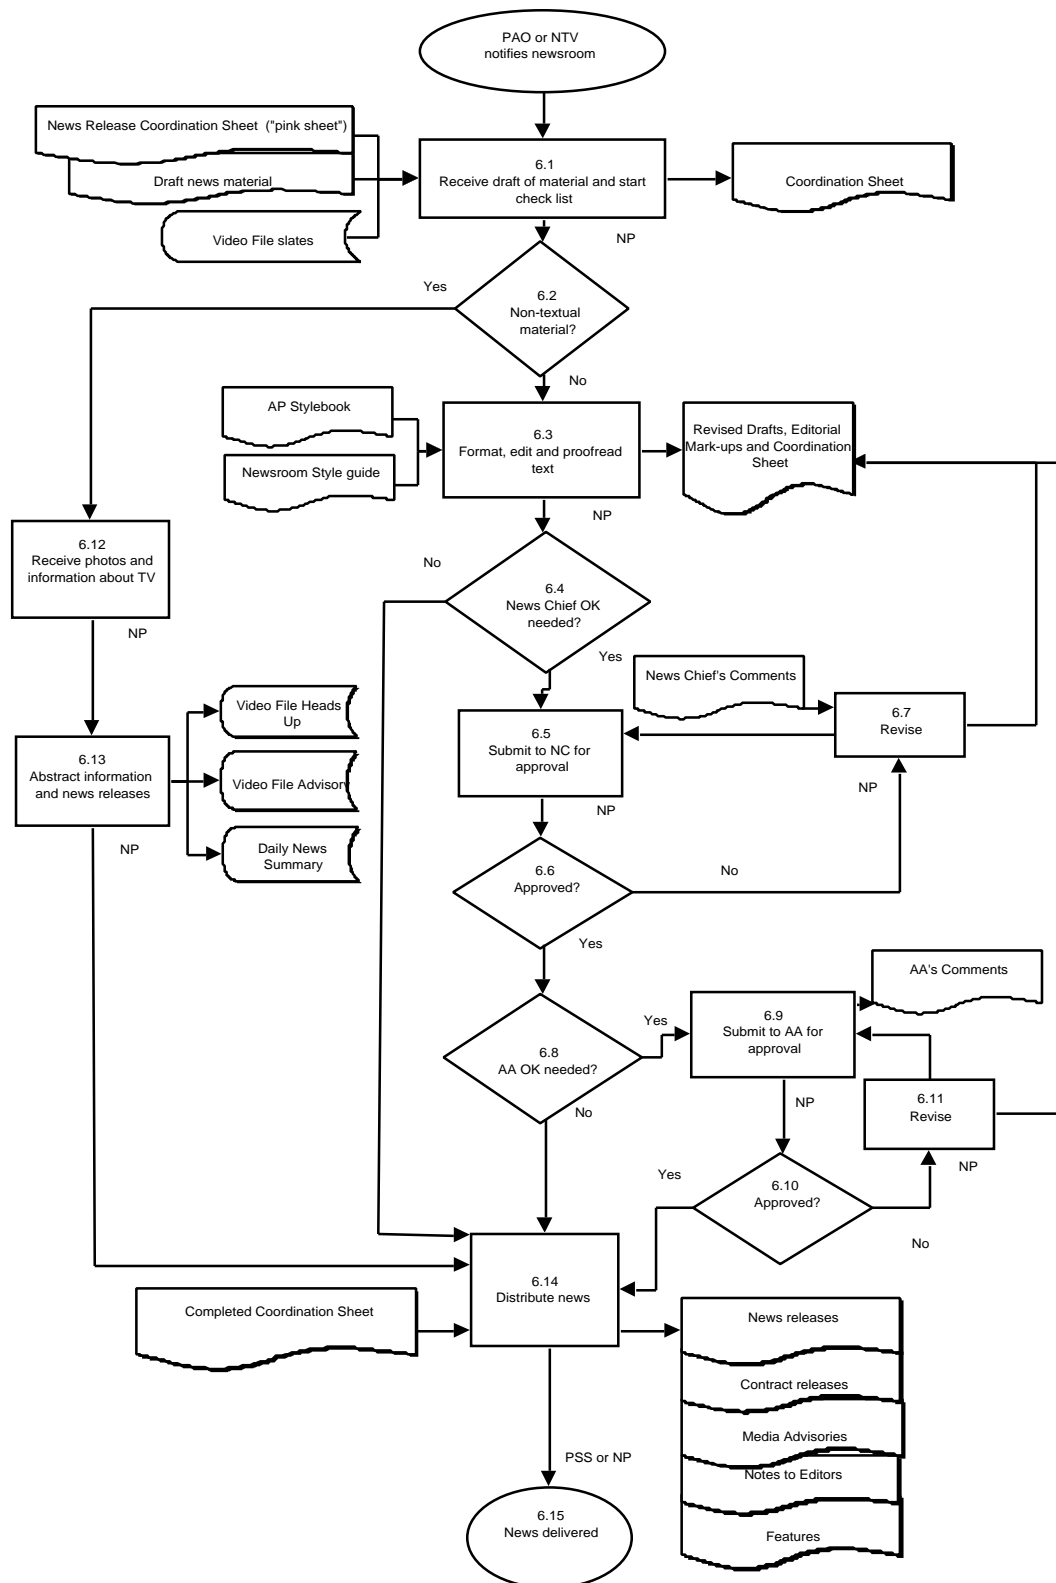 PAO or NTV
notifies newsroom
News Release Coordination Sheet ("pink sheet")
Draft news material
Video File slates
6.1
Receive draft of material and start
check list
Coordination Sheet
NP
Yes
6.2
Non-textual
material?
No
AP Stylebook
Newsroom Style guide
6.3
Format, edit and proofread
text
Revised Drafts, Editorial
Mark-ups and Coordination
Sheet
NP
6.12
Receive photos and
information about TV
NP
No
6.4
News Chief OK
needed?
Yes
News Chief's Comments
6.7
Revise
NP
Video File Heads
Up
6.5
Submit to NC for
approval
NP
6.13
Abstract information
and news releases
NP
Video File Advisory
Daily News
Summary
6.6
Approved?
No
Yes
AA's Comments
6.8
AA OK needed?
Yes
No
6.9
Submit to AA for
approval
NP
6.11
Revise
NP
Yes
6.10
Approved?
No
6.14
Distribute news
Completed Coordination Sheet
News releases
Contract releases
Media Advisories
Notes to Editors
Features
PSS or NP
6.15
News delivered